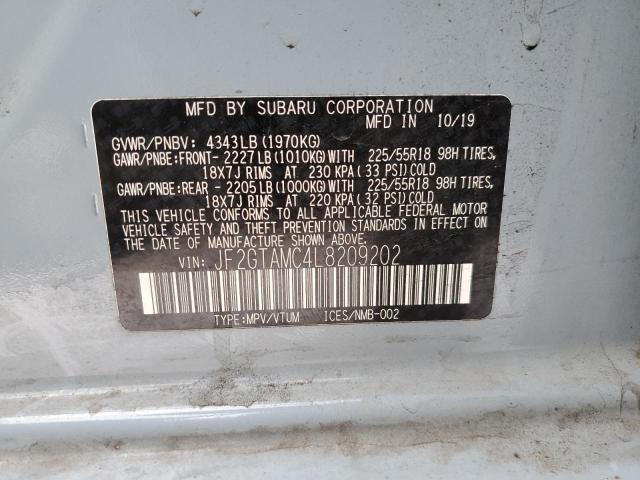 MFD BY SUBARU CORPORATION
MFD IN 10/19
GVWR/PNBV: 4343LB(1970KG)
GAWR/PNBE:FRONT- 2227LB(1010KG)WITH 225/55R18 98H TIRES,
18X7J RIMS AT 230 KPA(33 PSI)COLD
GAWR/PNBE:REAR - 2205LB(1000KG)WITH 225/55R18 98H TIRES,
18X7J RIMS AT 220 KPA(32 PSI)COLD
THIS VEHICLE CONFORMS TO ALL APPLICABLE FEDERAL MOTOR
VEHICLE SAFETY AND THEFT PREVENTION STANDARDS IN EFFECT ON
THE DATE OF MANUFACTURE SHOWN ABOVE.
VIN: JF2GTAMC4L8209202
TYPE:MPV/VTUM ICES/NMB-002